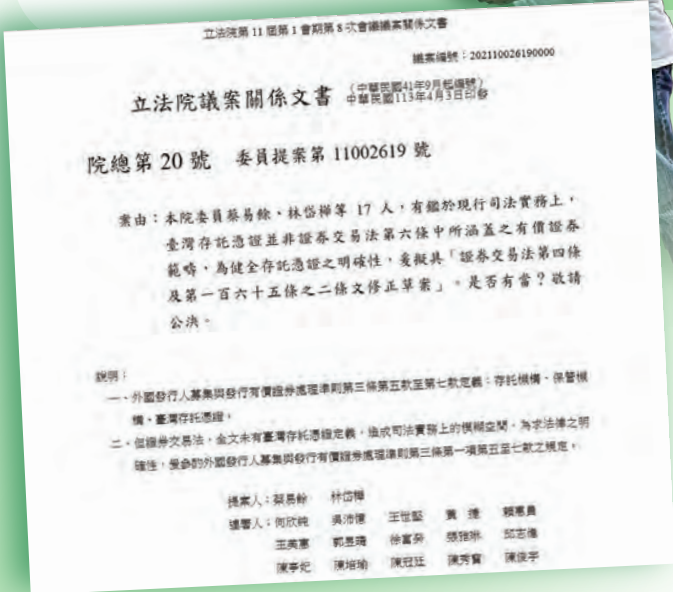 立法院第11屆第1會期第8次會議議案關係文書
議案編號：202110026190000
立法院議案關係文書 （中華民國41年9月起編號）
中華民國113年4月3日印發
院總第20號 委員提案第11002619號
案由：本院委員蔡易餘、林岱樺等17人，有鑑於現行司法實務上，
臺灣存託憑證並非證券交易法第六條中所涵蓋之有價證券
範疇，為健全存託憑證之明確性，爰擬具「證券交易法第四條
及第一百六十五條之二條文修正草案」。是否有當？敬請
公決。
說明：
一、外國發行人募集與發行有價證券處理準則第三條第五款至第七款定義：存託機構、保管機
構、臺灣存託憑證。
二、但證券交易法，全文未有臺灣存託憑證定義，造成司法實務上的模糊空間。為求法律之明
確性，爰參酌外國發行人募集與發行有價證券處理準則第三條第一項第五至七款之規定。
提案人：蔡易餘 林岱樺
連署人：何欣純 吳沛憶 王世堅 黃捷 賴惠員
王美惠 郭昱晴 徐富癸 張雅琳 邱志偉
陳亭妃 陳培瑜 陳冠廷 陳秀寳 陳俊宇